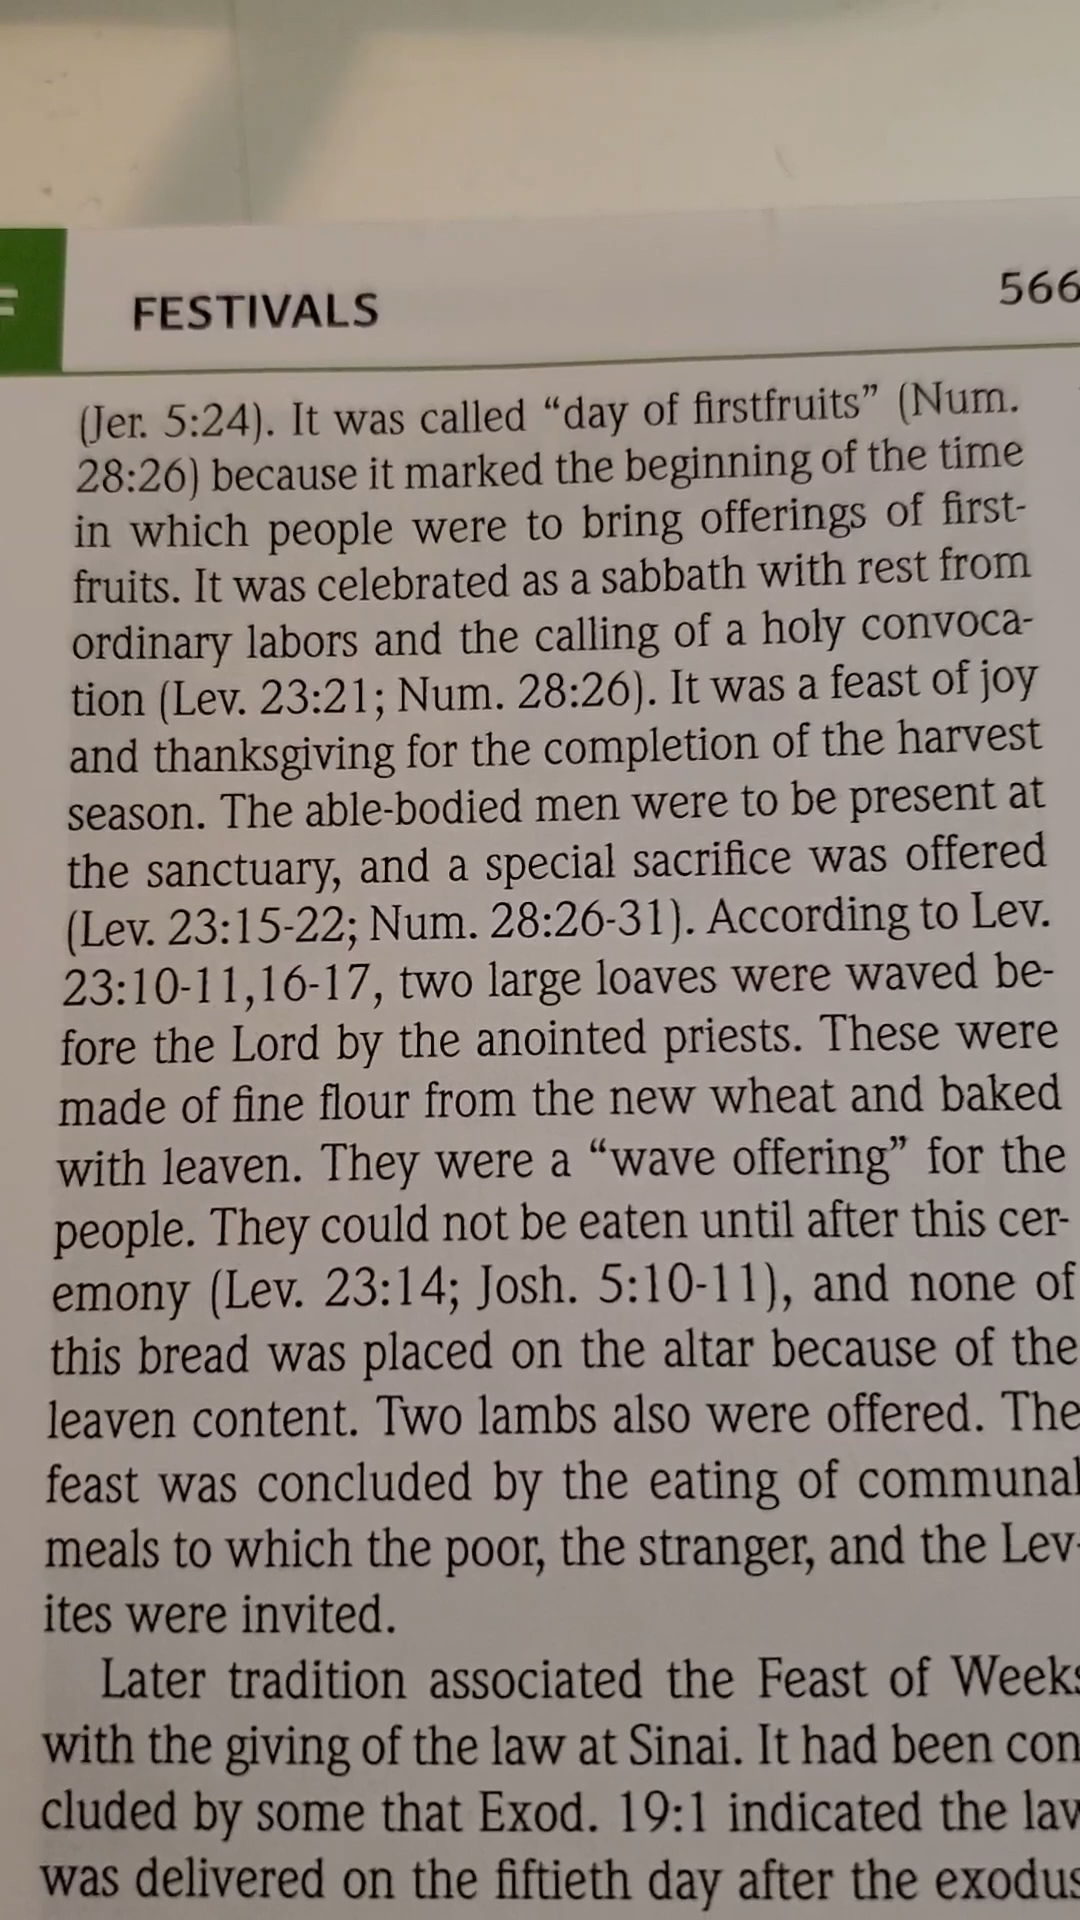 F
FESTIVALS
566
(Jer. 5:24). It was called “day of firstfruits” (Num.
28:26) because it marked the beginning of the time
in which people were to bring offerings of first-
fruits. It was celebrated as a sabbath with rest from
ordinary labors and the calling of a holy convoca-
tion (Lev. 23:21; Num. 28:26). It was a feast of joy
and thanksgiving for the completion of the harvest
season. The able-bodied men were to be present at
the sanctuary, and a special sacrifice was offered
(Lev. 23:15-22; Num. 28:26-31). According to Lev.
23:10-11,16-17, two large loaves were waved be-
fore the Lord by the anointed priests. These were
made of fine flour from the new wheat and baked
with leaven. They were a “wave offering” for the
people. They could not be eaten until after this cer-
emony (Lev. 23:14; Josh. 5:10-11), and none of
this bread was placed on the altar because of the
leaven content. Two lambs also were offered. The
feast was concluded by the eating of communal
meals to which the poor, the stranger, and the Lev-
ites were invited.
Later tradition associated the Feast of Weeks
with the giving of the law at Sinai. It had been con
cluded by some that Exod. 19:1 indicated the law
was delivered on the fiftieth day after the exodus